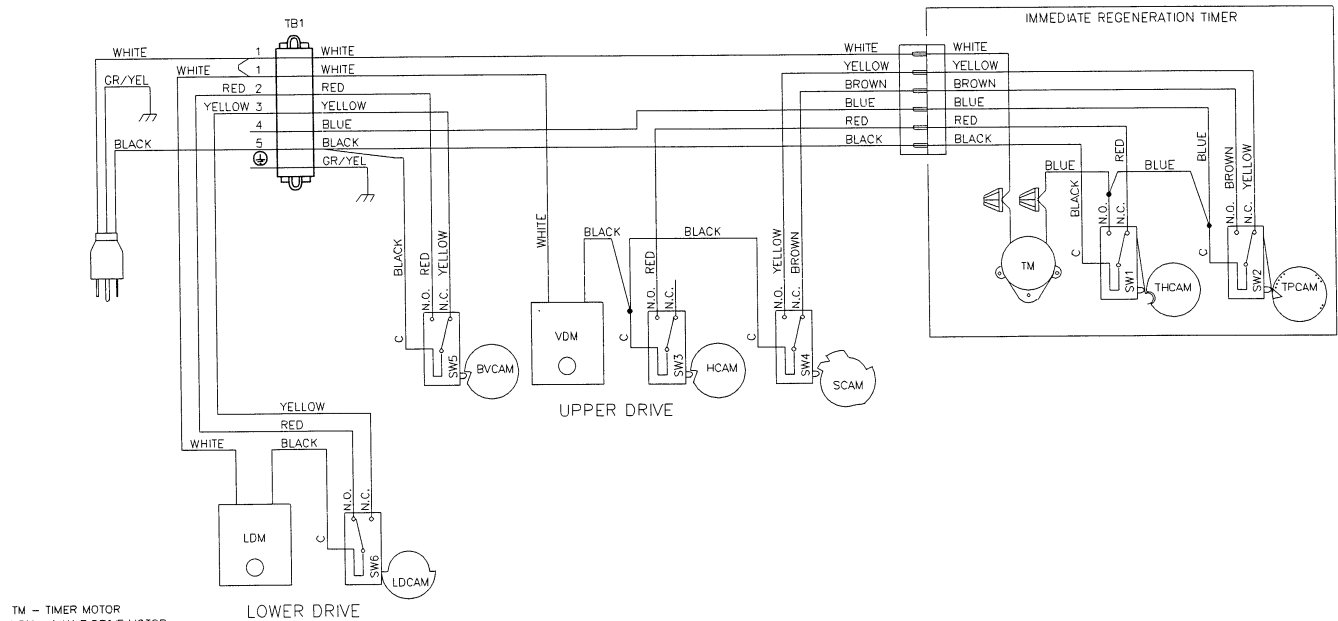 IMMEDIATE REGENERATION TIMER
TB1
WHITE
1
WHITE
WHITE
WHITE
WHITE
1
WHITE
YELLOW
YELLOW
GR/YEL
RED
2
RED
BROWN
BROWN
YELLOW
3
YELLOW
BLUE
BLUE
4
BLUE
RED
RED
BLACK
5
BLACK
BLACK
BLACK
GR/YEL
BLUE
BLUE
RED
BLACK
N.O.
N.C.
BLUE
BROWN
YELLOW
N.O.
N.C.
WHITE
BLACK
BLACK
BLACK
RED
YELLOW
N.O.
N.C.
RED
N.O.
N.C.
YELLOW
BROWN
N.O.
N.C.
C
C
TM
SW1
THCAM
SW2
TPCAM
C
C
C
SW5
BVCAM
VDM
SW3
HCAM
SW4
SCAM
UPPER DRIVE
YELLOW
RED
WHITE
BLACK
N.O.
N.C.
C
LDM
SW6
LDCAM
TM – TIMER MOTOR
LOWER DRIVE